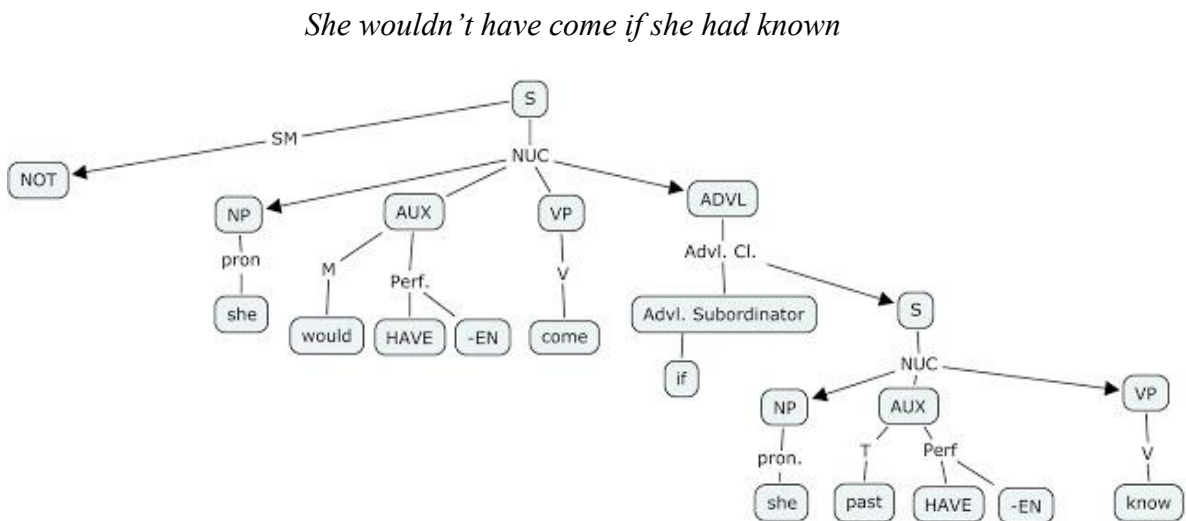 She wouldn’t have come if she had known
S
SM
NUC
NOT
NP
AUX
VP
ADVL
pron
M
Perf.
V
Advl. Cl.
she
would
HAVE
-EN
come
Advl. Subordinator
S
if
NUC
NP
AUX
VP
pron.
T
Perf
V
she
past
HAVE
-EN
know